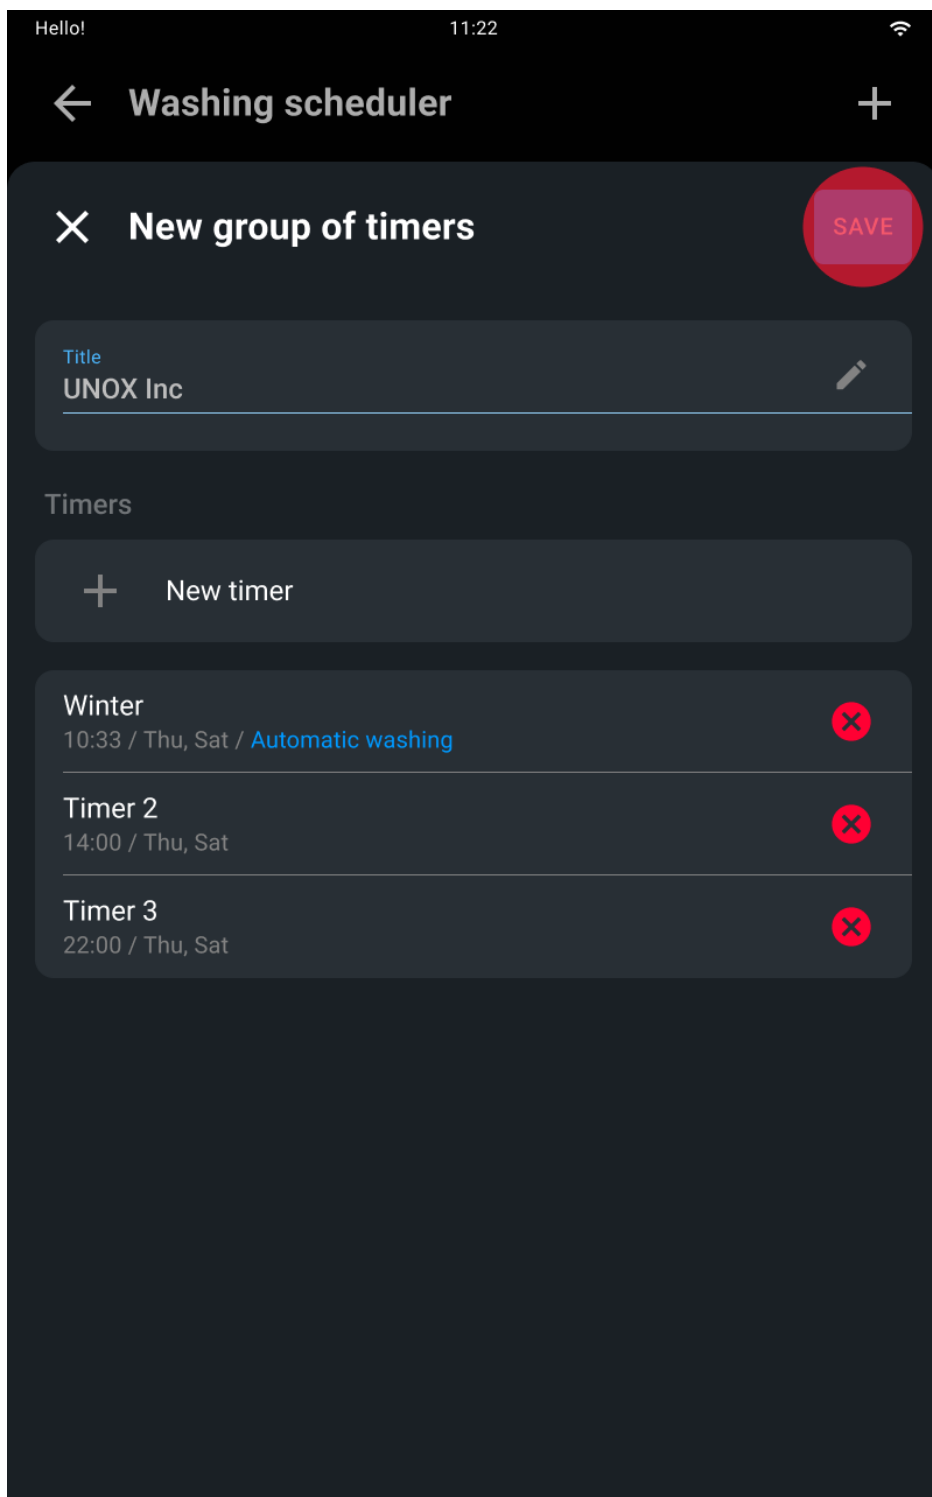 Hello! 11:22
Washing scheduler
New group of timers SAVE
Title
UNOX Inc
Timers
New timer
Winter
10:33 / Thu, Sat / Automatic washing
Timer 2
14:00 / Thu, Sat
Timer 3
22:00 / Thu, Sat